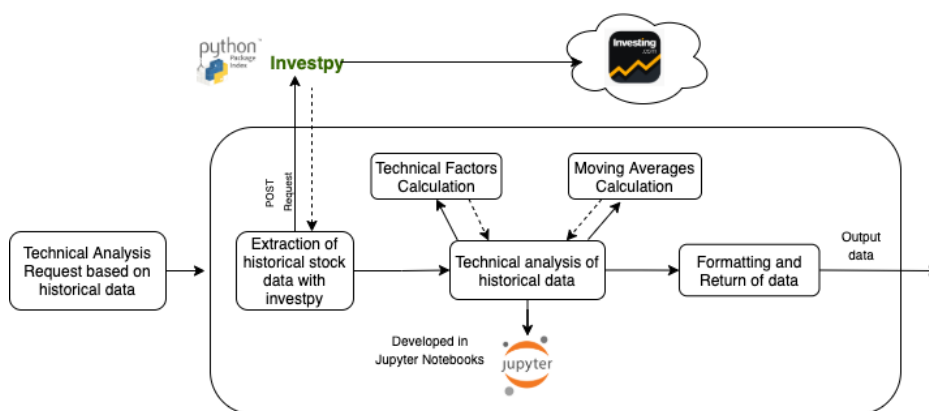 python™
Package
Index
Investpy
Investing
.com
POST
Request
Technical Factors
Calculation
Moving Averages
Calculation
Technical Analysis
Request based on
historical data
Extraction of
historical stock
data with
investpy
Technical analysis of
historical data
Formatting and
Return of data
Output
data
Developed in
Jupyter Notebooks
jupyter